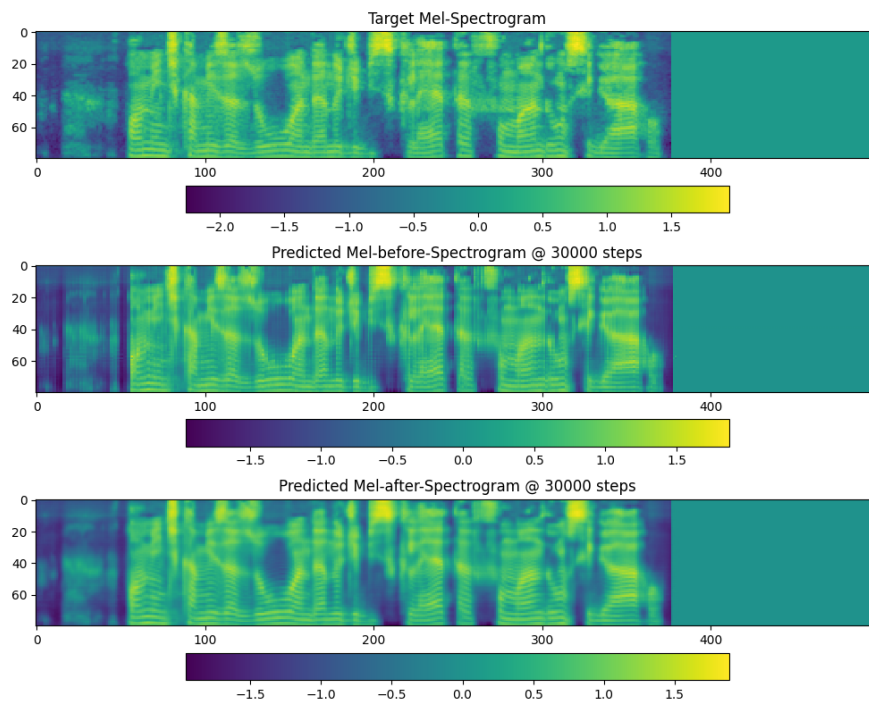 Target Mel-Spectrogram
0
20
40
60
0 100 200 300 400
−2.0 −1.5 −1.0 −0.5 0.0 0.5 1.0 1.5
Predicted Mel-before-Spectrogram @ 30000 steps
0
20
40
60
0 100 200 300 400
−1.5 −1.0 −0.5 0.0 0.5 1.0 1.5
Predicted Mel-after-Spectrogram @ 30000 steps
0
20
40
60
0 100 200 300 400
−1.5 −1.0 −0.5 0.0 0.5 1.0 1.5